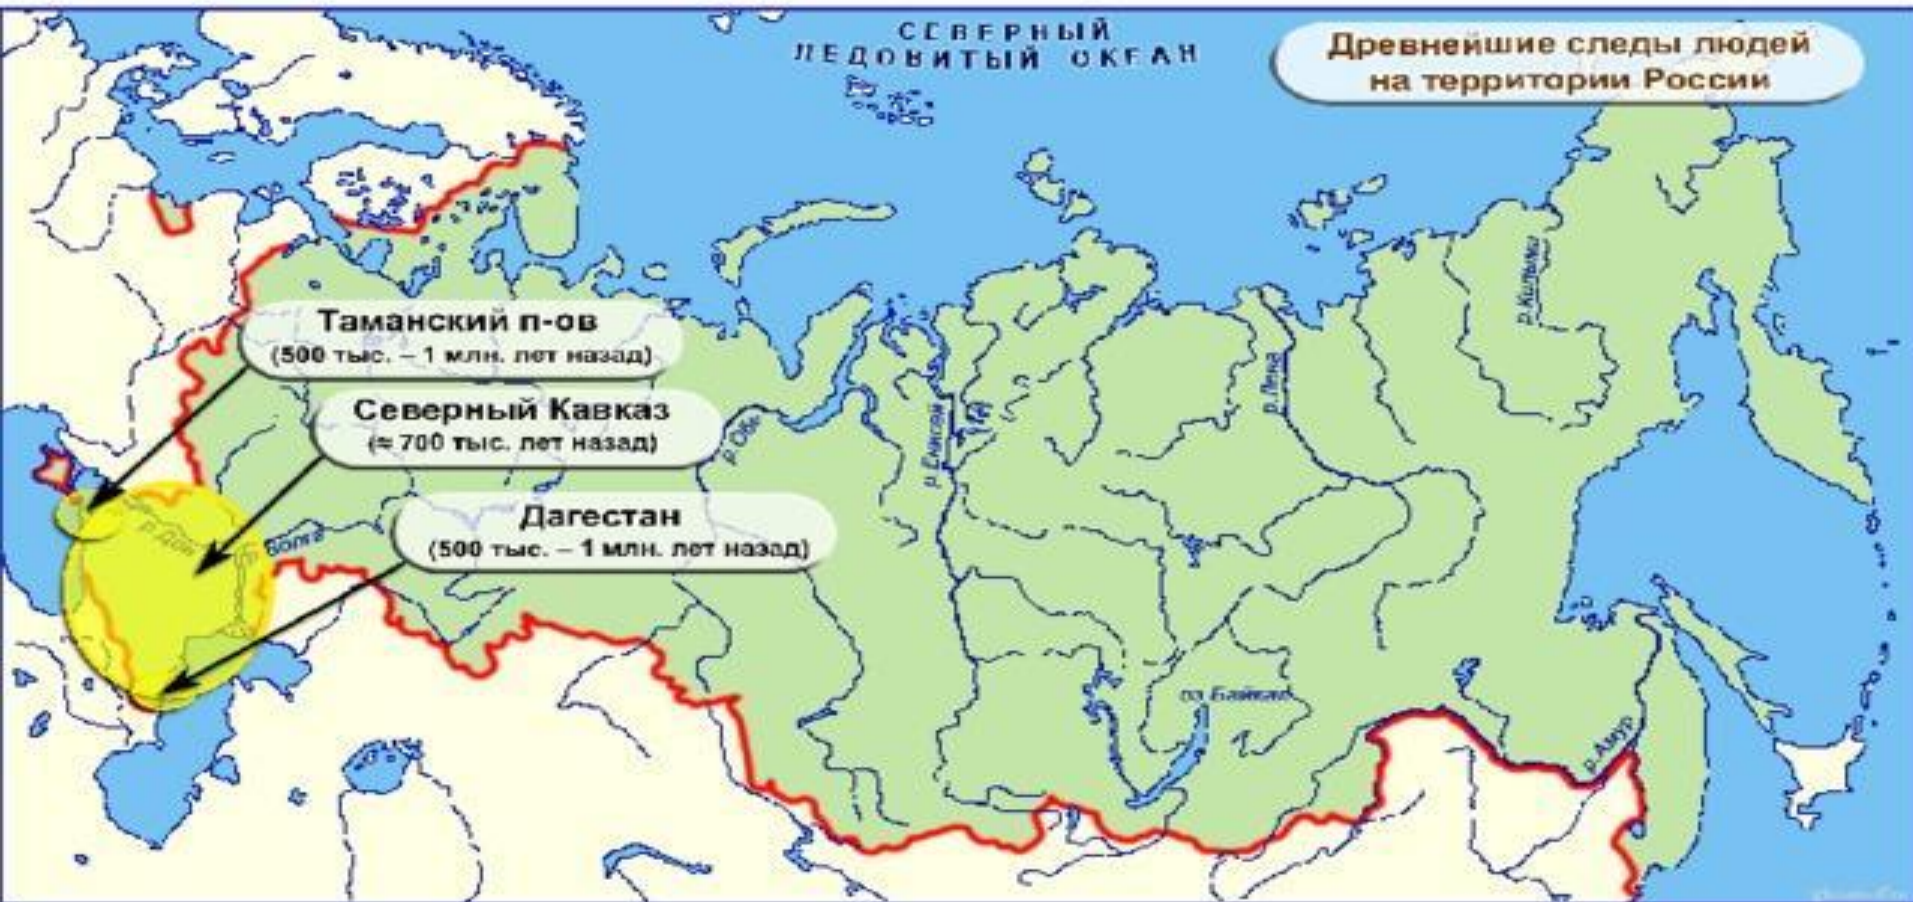 СЕВЕРНЫЙ
ЛЕДОВИТЫЙ ОКЕАН
Древнейшие следы людей
на территории России
Таманский п-ов
(500 тыс. – 1 млн. лет назад)
Северный Кавказ
(≈ 700 тыс. лет назад)
Дагестан
(500 тыс. – 1 млн. лет назад)
р. Дон
Волга
р. Обь
р. Енисей
р. Лена
р. Колыма
оз. Байкал
р. Амур